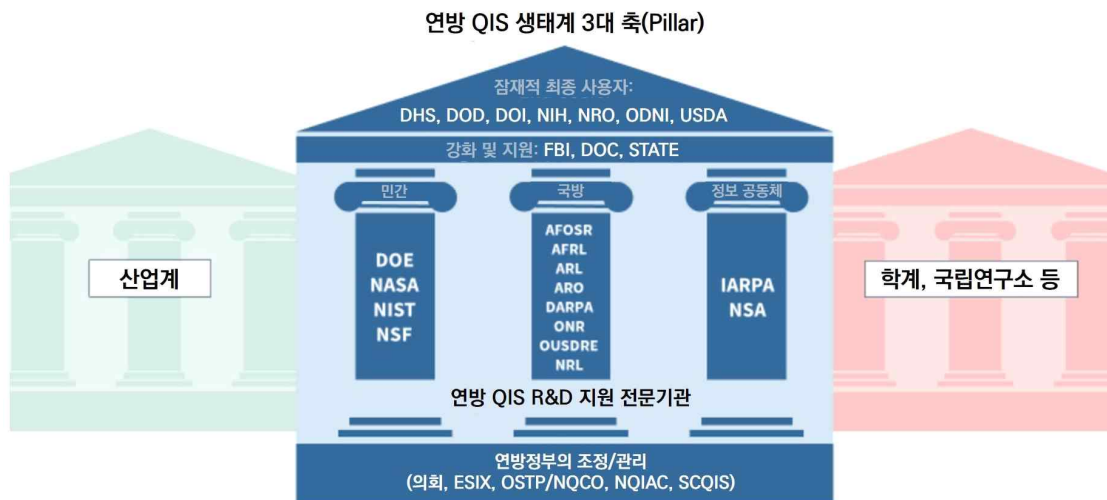 연방 QIS 생태계 3대 축(Pillar)
잠재적 최종 사용자:
DHS, DOD, DOI, NIH, NRO, ODNI, USDA
강화 및 지원: FBI, DOC, STATE
민간
국방
정보 공동체
DOE
NASA
NIST
NSF
AFOSR
AFRL
ARL
ARO
DARPA
ONR
OUSDRE
NRL
IARPA
NSA
산업계
학계, 국립연구소 등
연방 QIS R&D 지원 전문기관
연방정부의 조정/관리
(의회, ESIX, OSTP/NQCO, NQIAC, SCQIS)